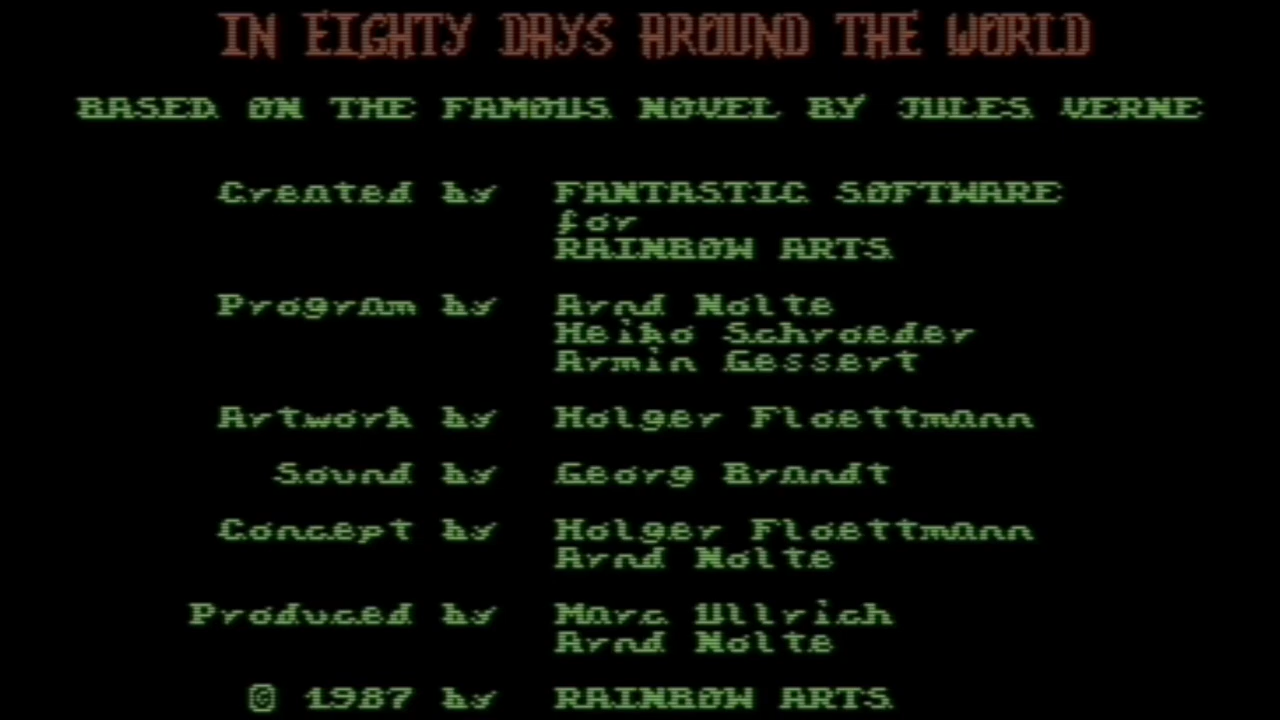 IN EIGHTY DAYS AROUND THE WORLD
BASED ON THE FAMOUS NOVEL BY JULES VERNE
Created by FANTASTIC SOFTWARE
for
RAINBOW ARTS
Program by Arnd Nolte
Heiko Schroeder
Armin Gessert
Artwork by Holger Floettmann
Sound by Georg Brandt
Concept by Holger Floettmann
Arnd Nolte
Produced by Marc Ullrich
Arnd Nolte
© 1987 by RAINBOW ARTS